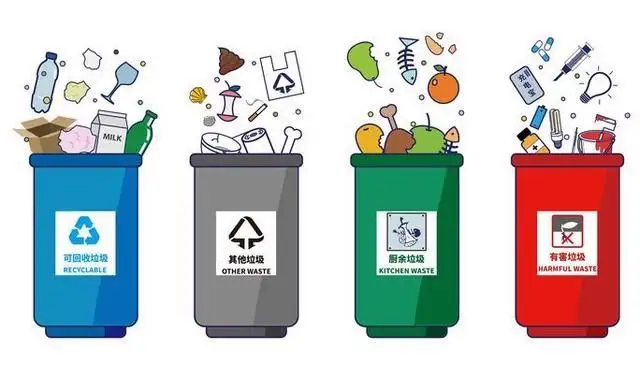 MILK
充电宝
可回收垃圾
RECYCLABLE
其他垃圾
OTHER WASTE
厨余垃圾
KITCHEN WASTE
有害垃圾
HARMFUL WASTE